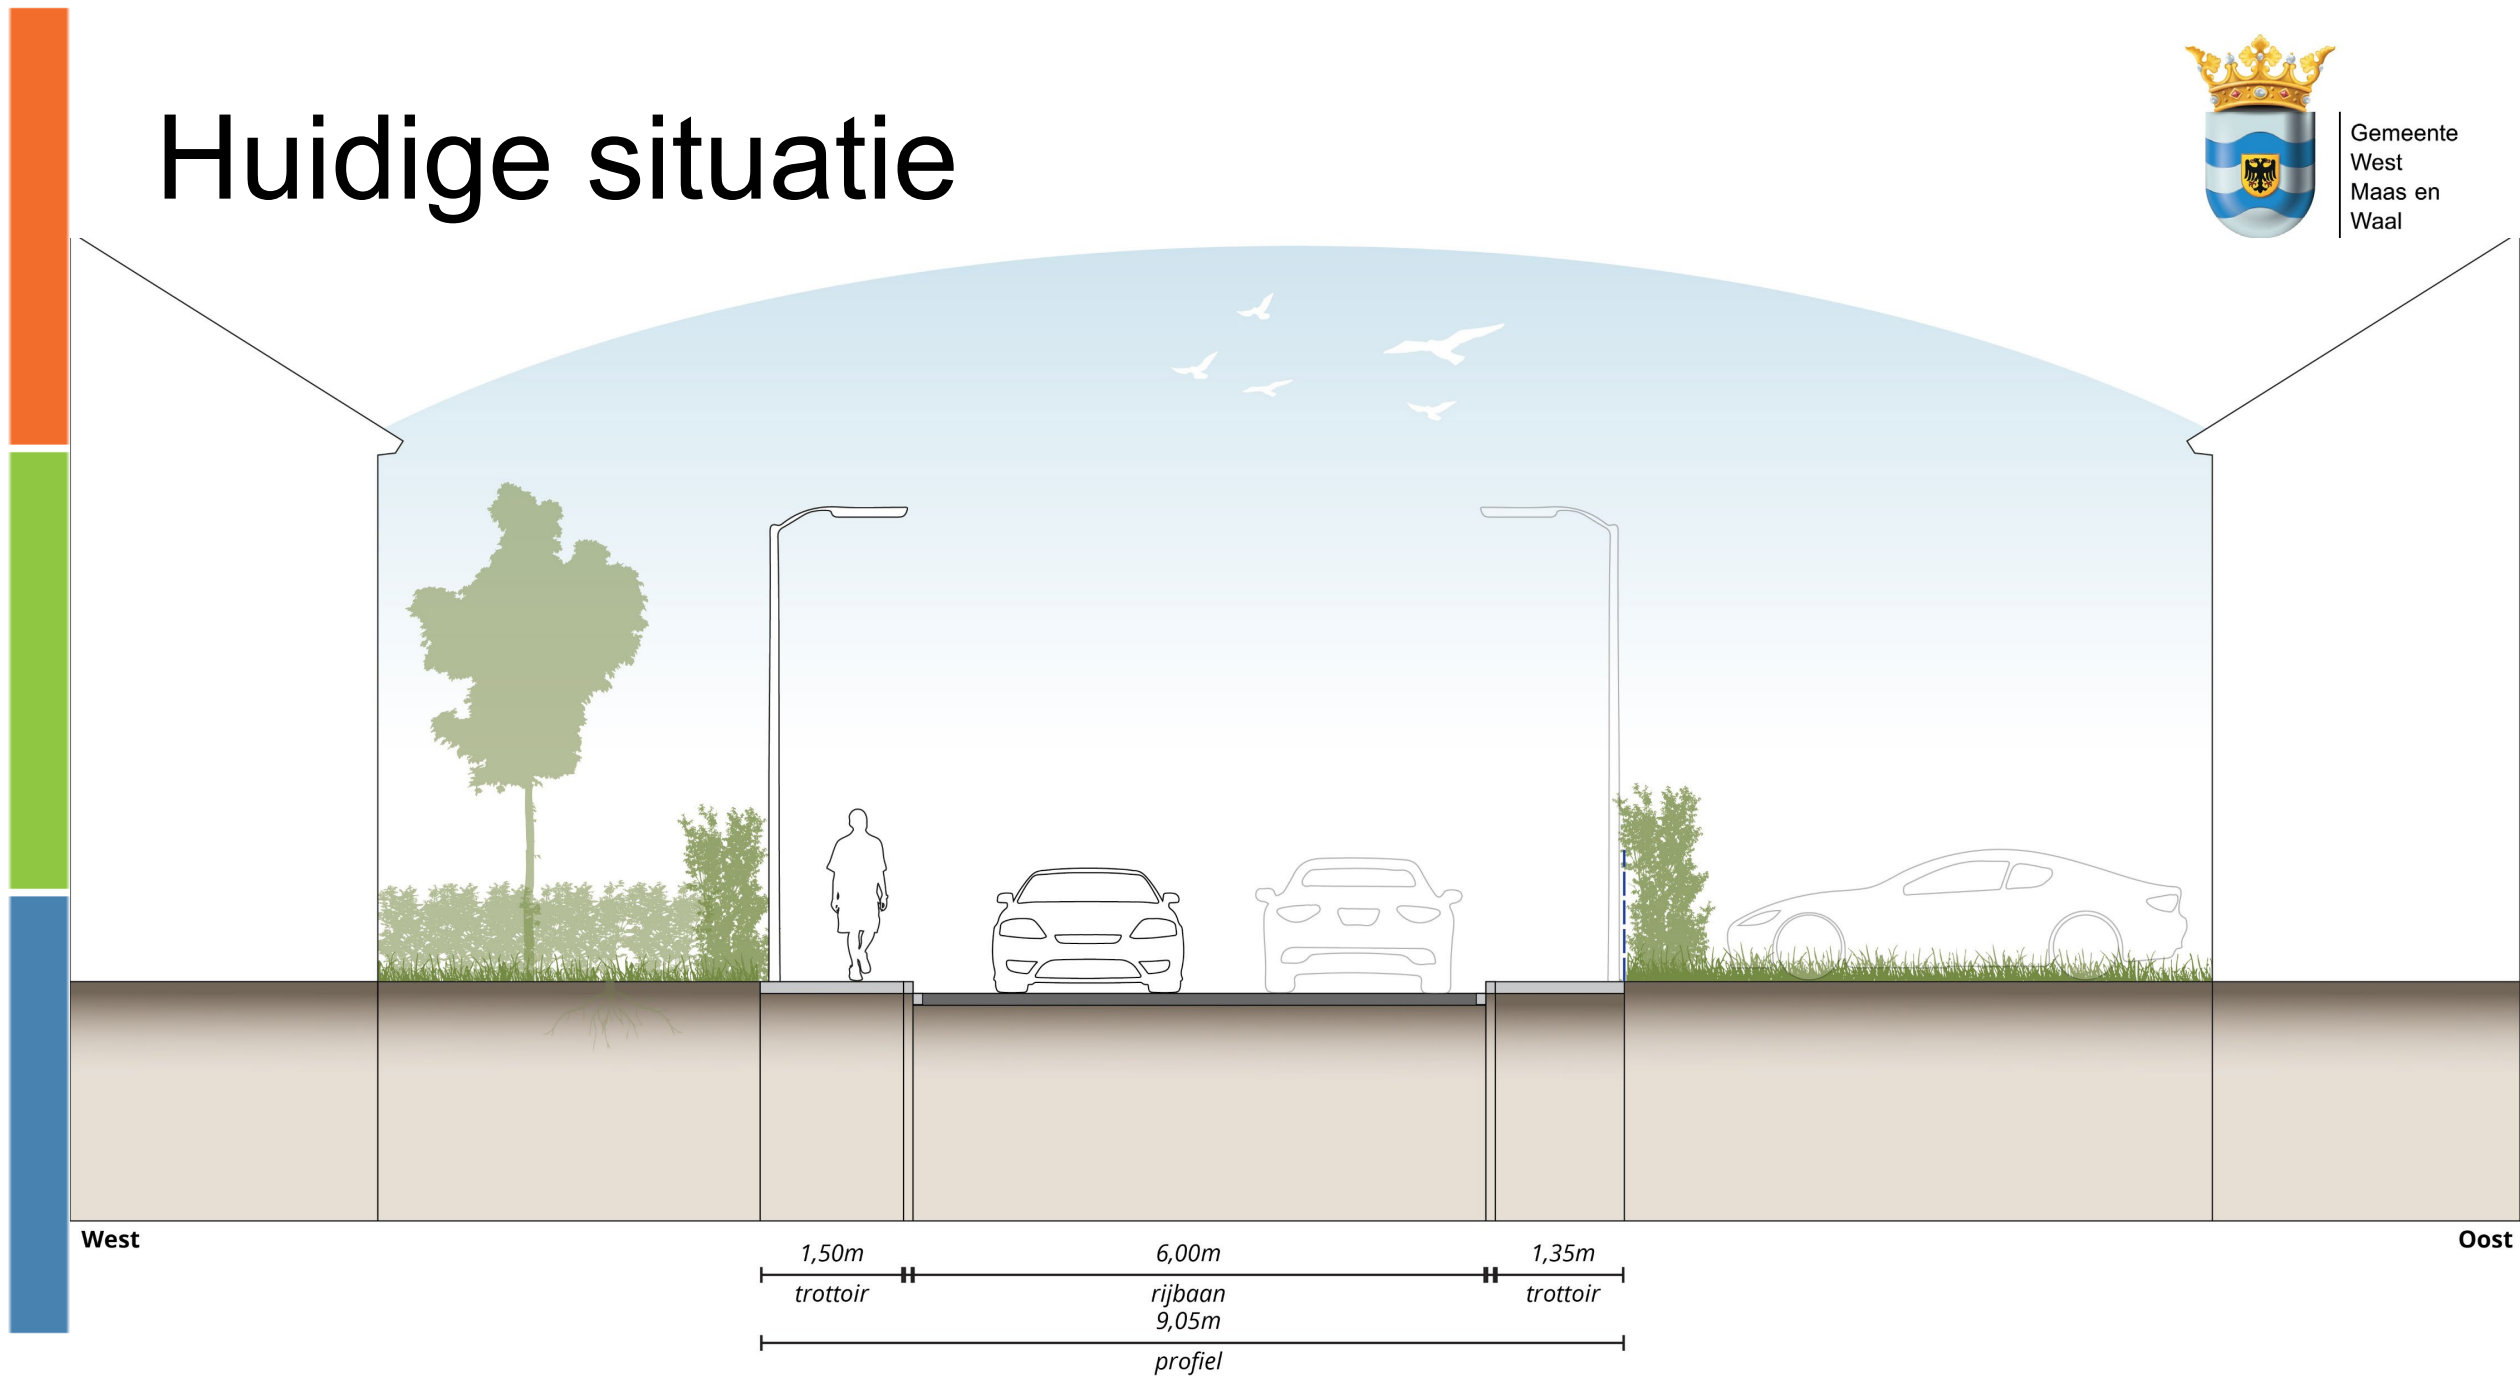 Huidige situatie
Gemeente
West
Maas en
Waal
West
Oost
1,50m
6,00m
1,35m
trottoir
rijbaan
trottoir
9,05m
profiel